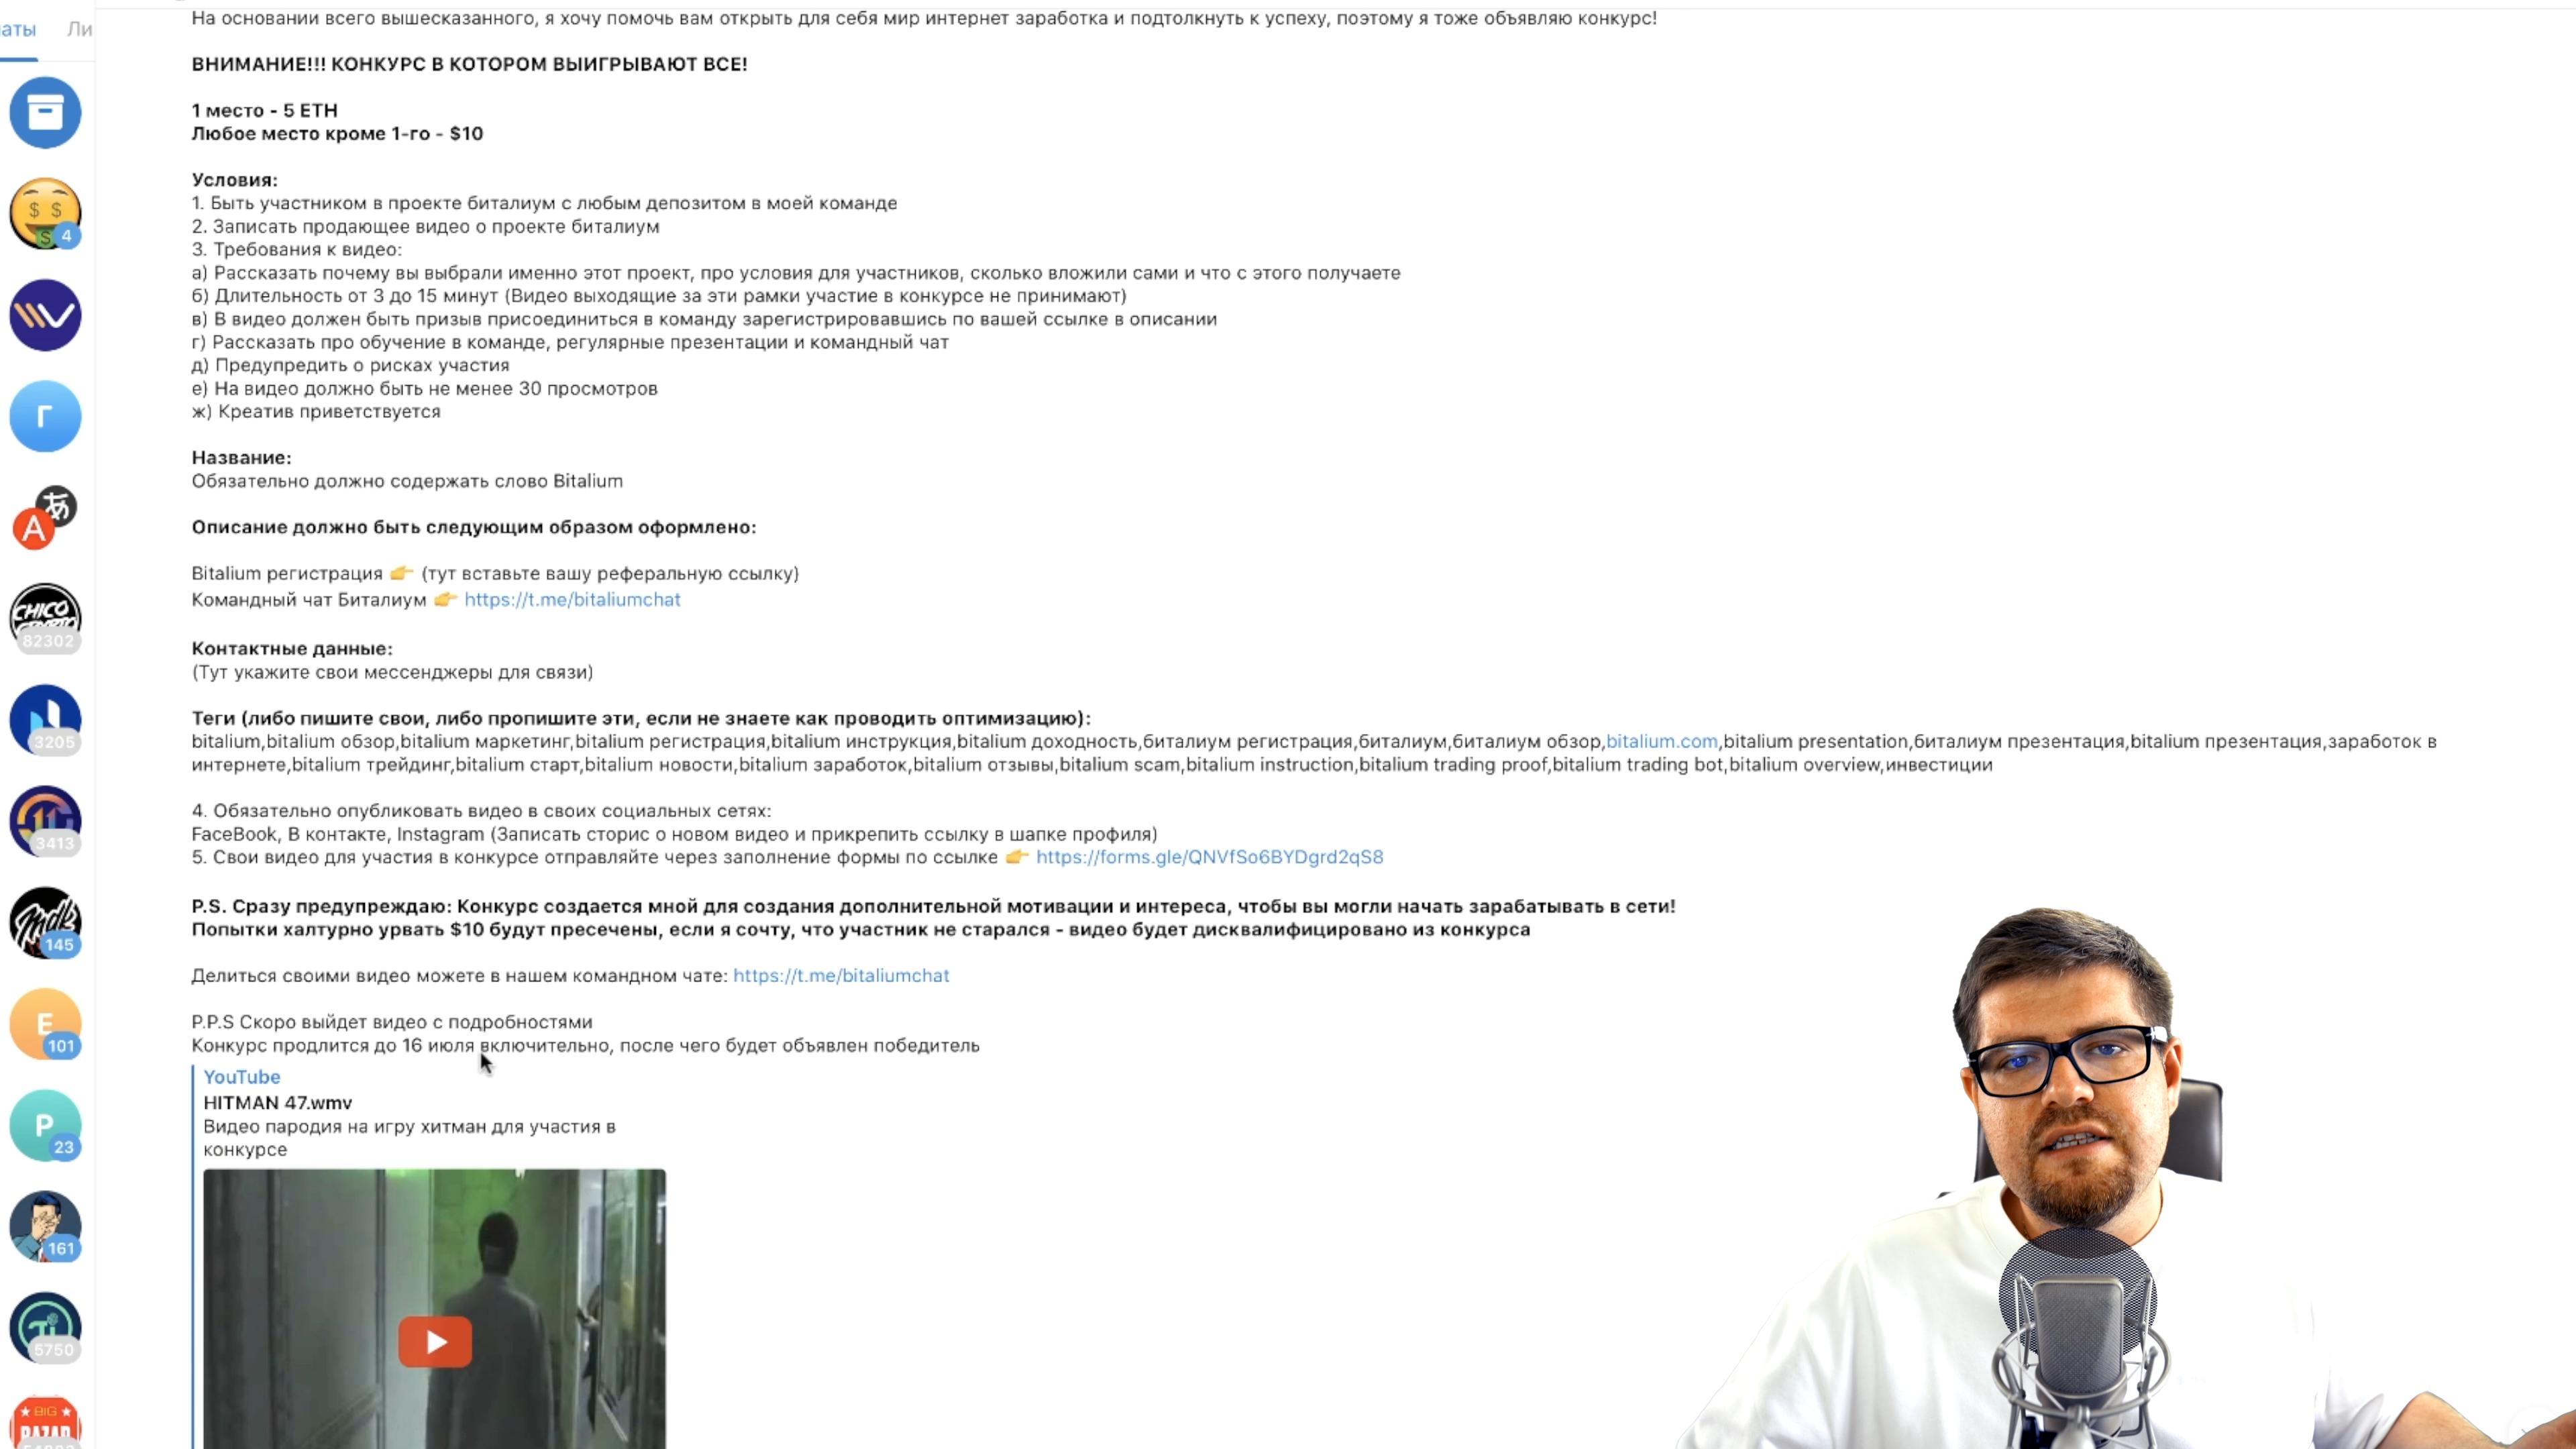 На основании всего вышесказанного, я хочу помочь вам открыть для себя мир интернет заработка и подтолкнуть к успеху, поэтому я тоже объявляю конкурс!
аты Ли
ВНИМАНИЕ!!! КОНКУРС В КОТОРОМ ВЫИГРЫВАЮТ ВСЕ!
1 место - 5 ETH
Любое место кроме 1-го - $10
Условия:
1. Быть участником в проекте биталиум с любым депозитом в моей команде
2. Записать продающее видео о проекте биталиум
3. Требования к видео:
а) Рассказать почему вы выбрали именно этот проект, про условия для участников, сколько вложили сами и что с этого получаете
б) Длительность от 3 до 15 минут (Видео выходящие за эти рамки участие в конкурсе не принимают)
в) В видео должен быть призыв присоединиться в команду зарегистрировавшись по вашей ссылке в описании
г) Рассказать про обучение в команде, регулярные презентации и командный чат
д) Предупредить о рисках участия
е) На видео должно быть не менее 30 просмотров
ж) Креатив приветствуется
Название:
Обязательно должно содержать слово Bitalium
Описание должно быть следующим образом оформлено:
Bitalium регистрация 👉 (тут вставьте вашу реферальную ссылку)
Командный чат Биталиум 👉 https://t.me/bitaliumchat
Контактные данные:
(Тут укажите свои мессенджеры для связи)
Теги (либо пишите свои, либо пропишите эти, если не знаете как проводить оптимизацию):
bitalium,bitalium обзор,bitalium маркетинг,bitalium регистрация,bitalium инструкция,bitalium доходность,биталиум регистрация,биталиум,биталиум обзор,bitalium.com,bitalium presentation,биталиум презентация,bitalium презентация,заработок в
интернете,bitalium трейдинг,bitalium старт,bitalium новости,bitalium заработок,bitalium отзывы,bitalium scam,bitalium instruction,bitalium trading proof,bitalium trading bot,bitalium overview,инвестиции
4. Обязательно опубликовать видео в своих социальных сетях:
FaceBook, В контакте, Instagram (Записать сторис о новом видео и прикрепить ссылку в шапке профиля)
5. Свои видео для участия в конкурсе отправляйте через заполнение формы по ссылке 👉 https://forms.gle/QNVfSo6BYDgrd2qS8
P.S. Сразу предупреждаю: Конкурс создается мной для создания дополнительной мотивации и интереса, чтобы вы могли начать зарабатывать в сети!
Попытки халтурно урвать $10 будут пресечены, если я сочту, что участник не старался - видео будет дисквалифицировано из конкурса
Делиться своими видео можете в нашем командном чате: https://t.me/bitaliumchat
P.P.S Скоро выйдет видео с подробностями
Конкурс продлится до 16 июля включительно, после чего будет объявлен победитель
YouTube
HITMAN 47.wmv
Видео пародия на игру хитман для участия в
конкурсе
4
Г
A あ
CHICO
82302
3205
3413
mdk
145
E
101
P
23
161
5750
BIG